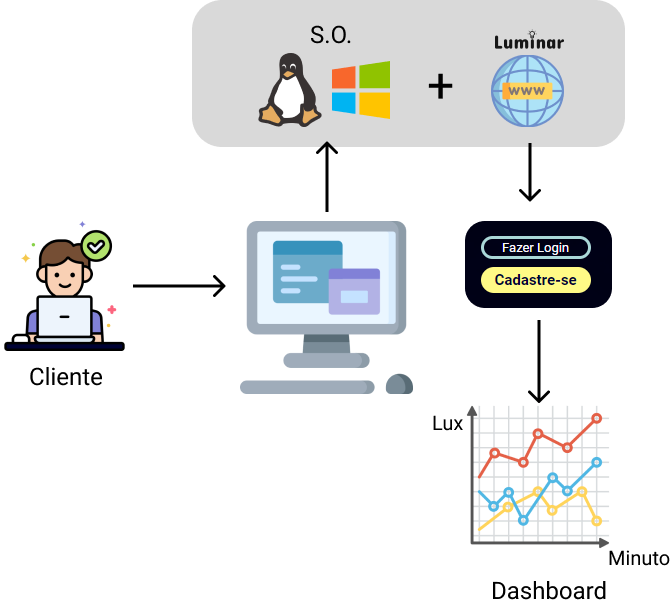 S.O.
Luminar
www
Fazer Login
Cadastre-se
Cliente
Lux
Minuto
Dashboard